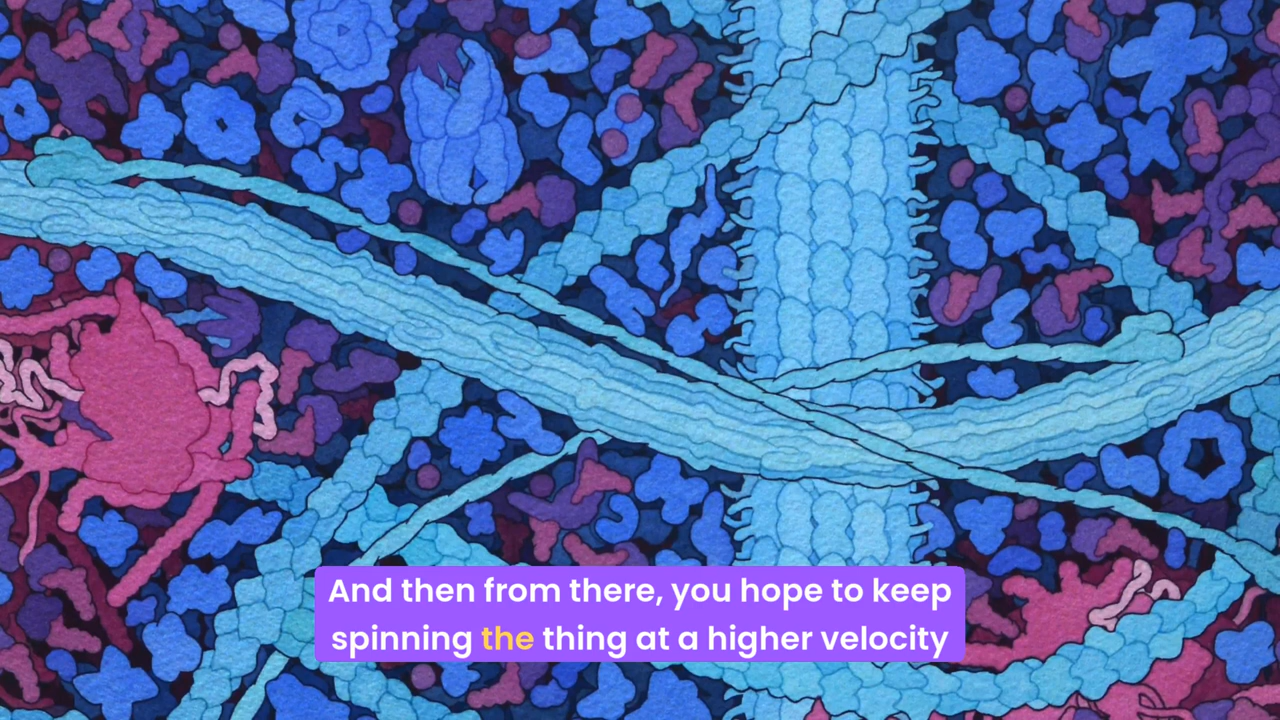 And then from there, you hope to keep
spinning the thing at a higher velocity